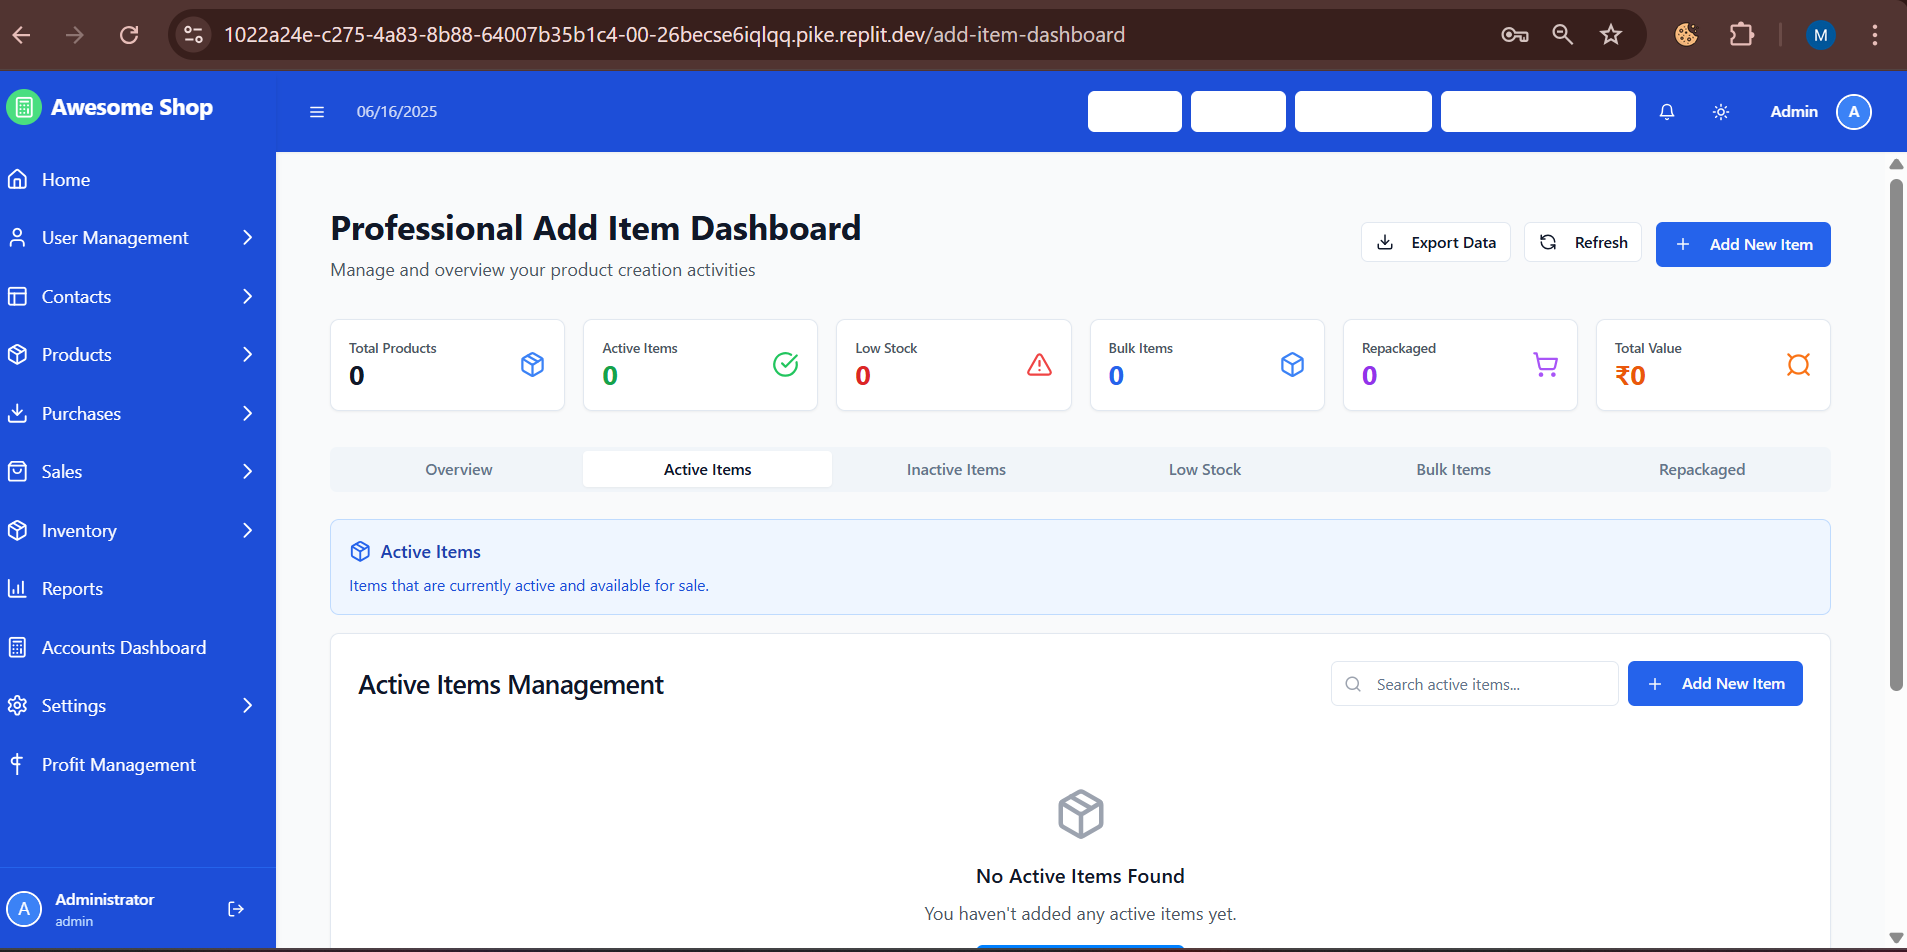 1022a24e-c275-4a83-8b88-64007b35b1c4-00-26becse6iqlqq.pike.replit.dev/add-item-dashboard
M
Awesome Shop
06/16/2025
Admin
A
Home
User Management
Contacts
Products
Purchases
Sales
Inventory
Reports
Accounts Dashboard
Settings
Profit Management
A
Administrator
admin
Professional Add Item Dashboard
Manage and overview your product creation activities
Export Data
Refresh
Add New Item
Total Products
0
Active Items
0
Low Stock
0
Bulk Items
0
Repackaged
0
Total Value
₹0
Overview
Active Items
Inactive Items
Low Stock
Bulk Items
Repackaged
Active Items
Items that are currently active and available for sale.
Active Items Management
Search active items...
Add New Item
No Active Items Found
You haven't added any active items yet.